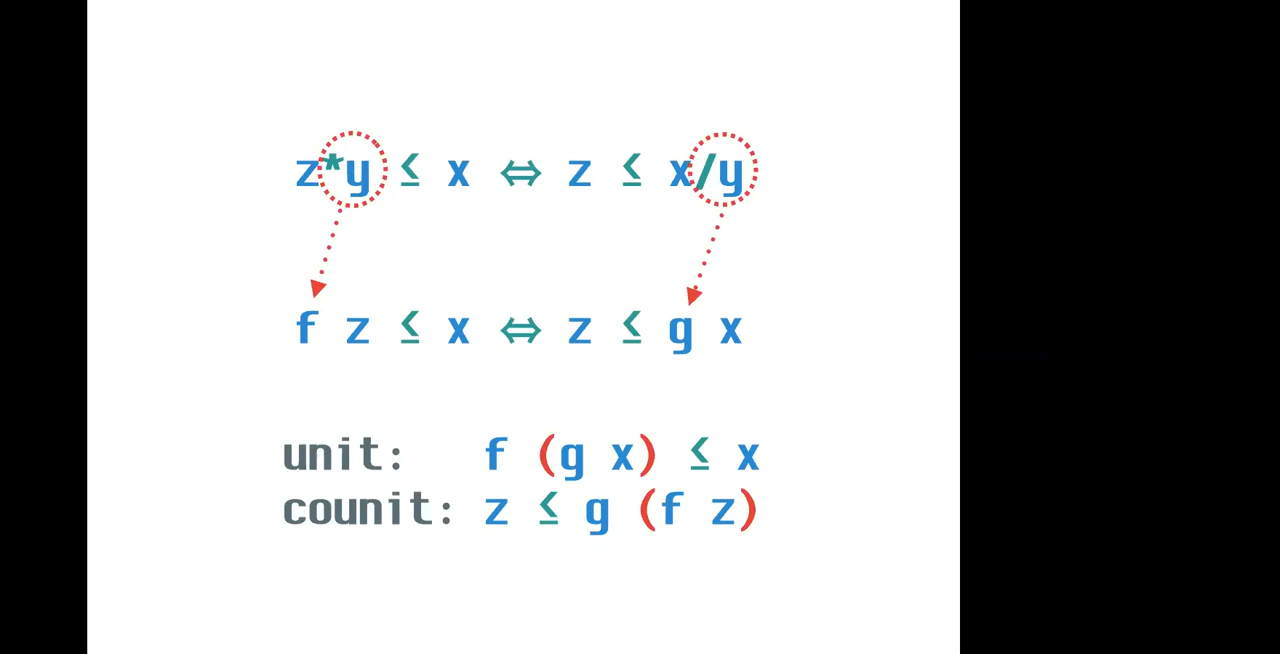 z*y ≤ x ⇔ z ≤ x/y
f z ≤ x ⇔ z ≤ g x
unit: f (g x) ≤ x
counit: z ≤ g (f z)